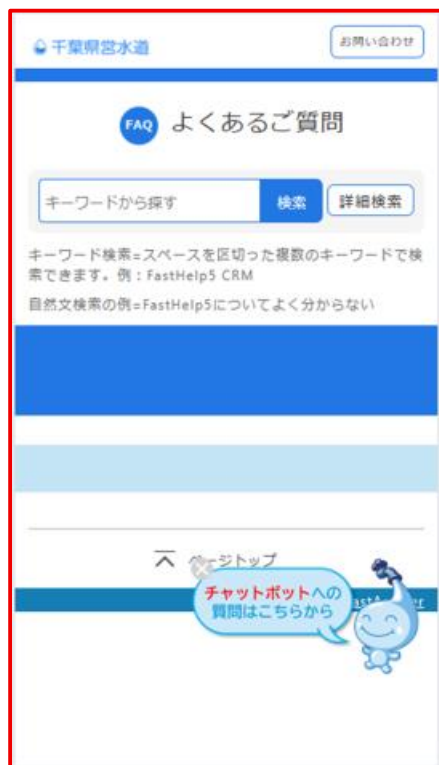 千葉県営水道
お問い合わせ
FAQ よくあるご質問
キーワードから探す 検索 詳細検索
キーワード検索=スペースを区切った複数のキーワードで検
索できます。例：FastHelp5 CRM
自然文検索の例=FastHelp5についてよく分からない
ページトップ
チャットボットへの
質問はこちらから